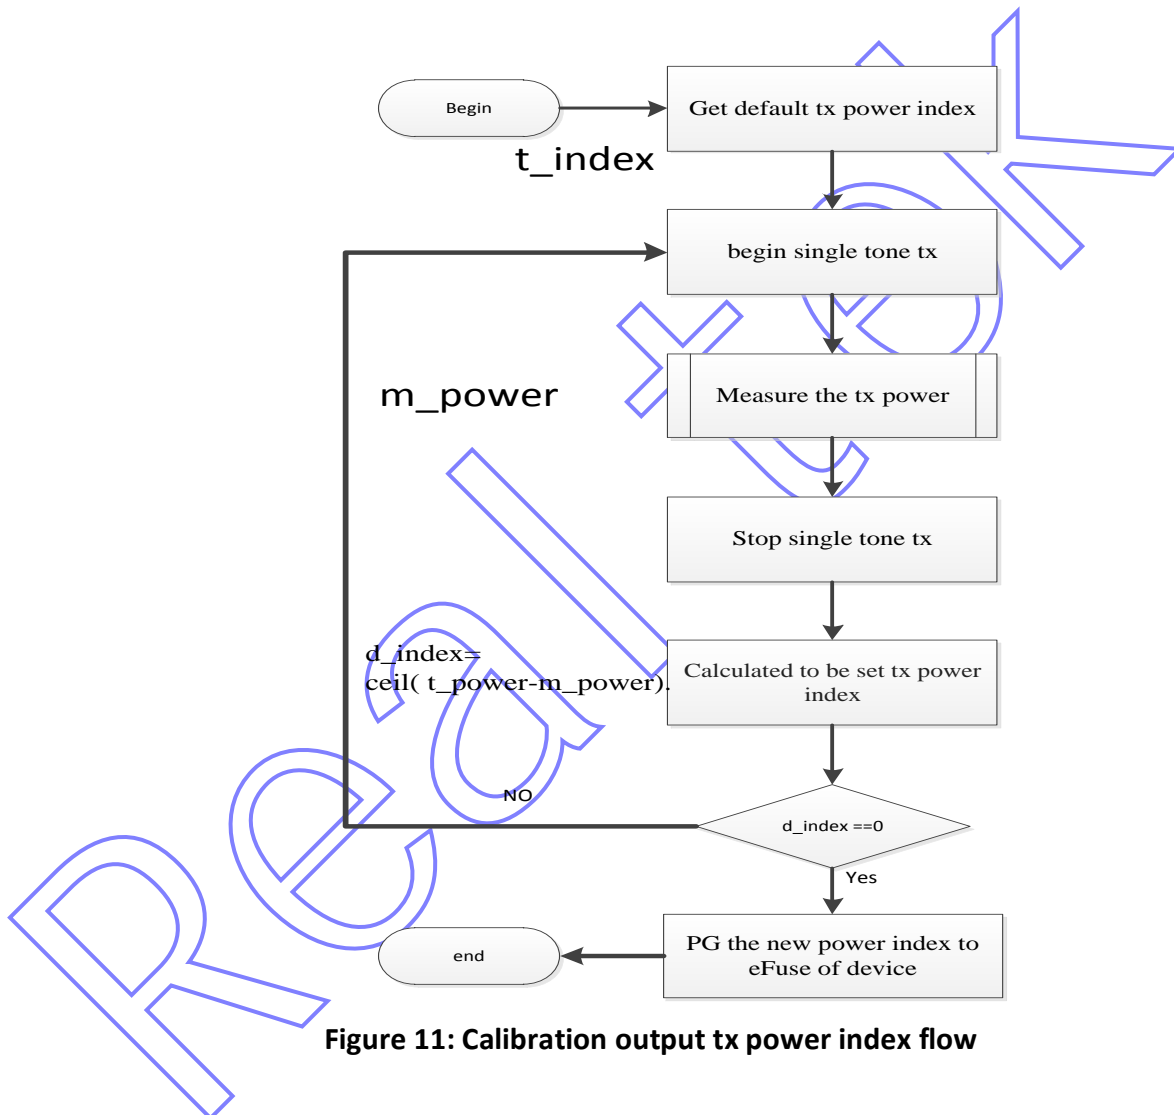 Begin
Get default tx power index
t_index
begin single tone tx
m_power
Measure the tx power
Stop single tone tx
d_index=
ceil( t_power-m_power).
Calculated to be set tx power
index
NO
d_index ==0
Yes
end
PG the new power index to
eFuse of device
Figure 11: Calibration output tx power index flow
Realtek